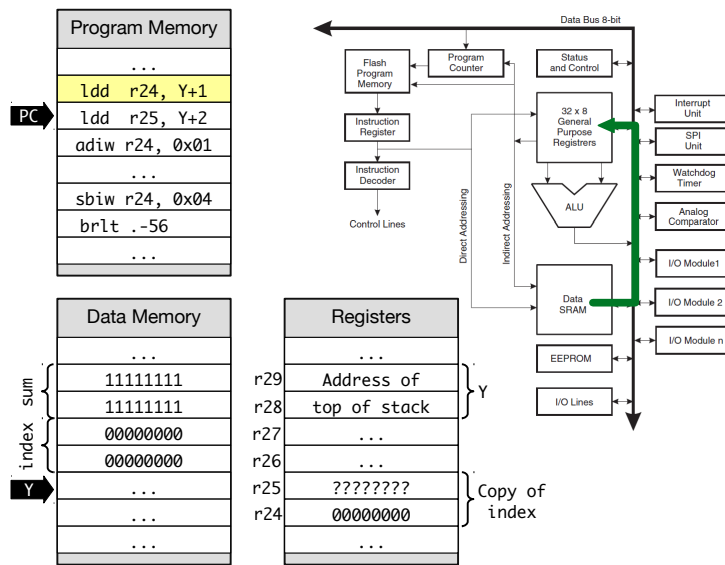 Program Memory
...
ldd r24, Y+1
PC
ldd r25, Y+2
adiw r24, 0x01
...
sbiw r24, 0x04
brlt .-56
...
Data Bus 8-bit
Flash
Program
Memory
Program
Counter
Status
and Control
Instruction
Register
32 x 8
General
Purpose
Registrers
Interrupt
Unit
SPI
Unit
Instruction
Decoder
Watchdog
Timer
Control Lines
Direct Addressing
Indirect Addressing
ALU
Analog
Comparator
I/O Module1
Data
SRAM
I/O Module 2
I/O Module n
EEPROM
I/O Lines
Data Memory
...
sum
11111111
11111111
index
00000000
00000000
Y
...
...
...
Registers
...
r29
Address of
r28
top of stack
Y
r27
...
r26
...
r25
????????
r24
00000000
Copy of
index
...